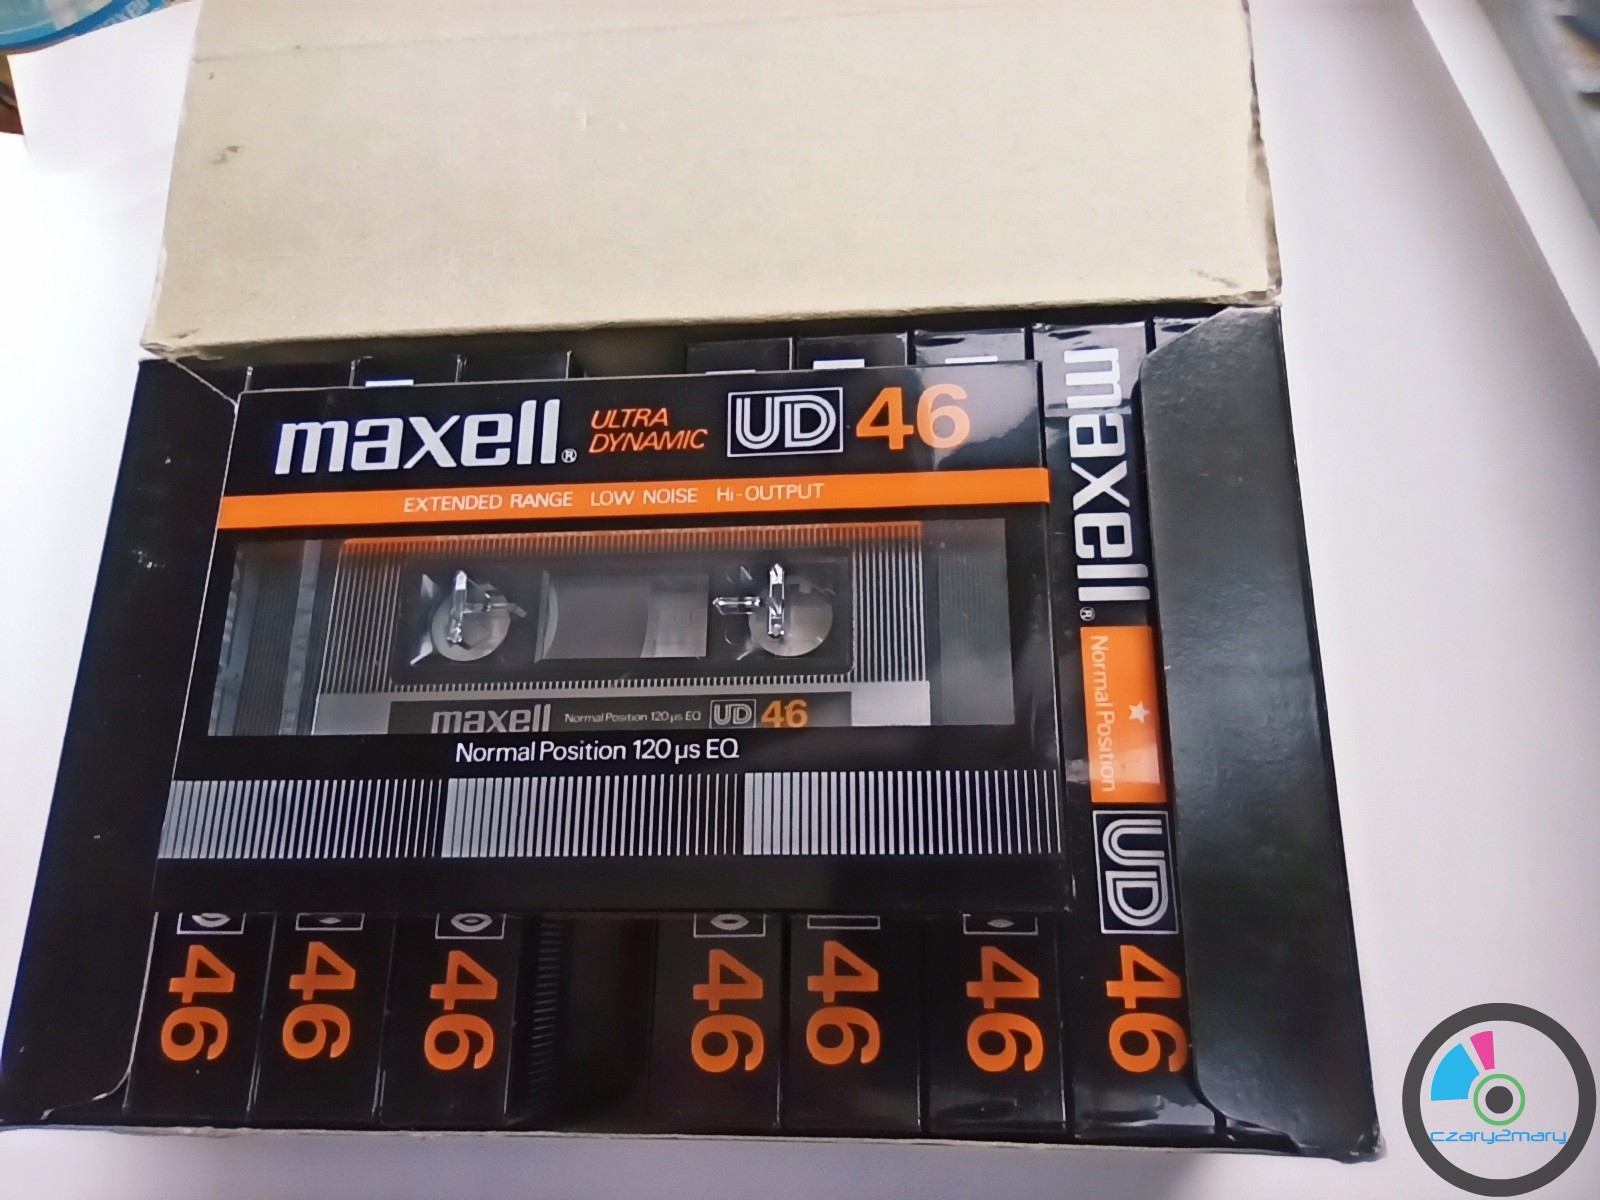 maxell® ULTRA DYNAMIC UD 46
EXTENDED RANGE LOW NOISE Hi-OUTPUT
maxell Normal Position 120 µs EQ UD 46
Normal Position 120 µs EQ
maxell® Normal Position UD 46
46
46
46
46
46
46
czary2mary